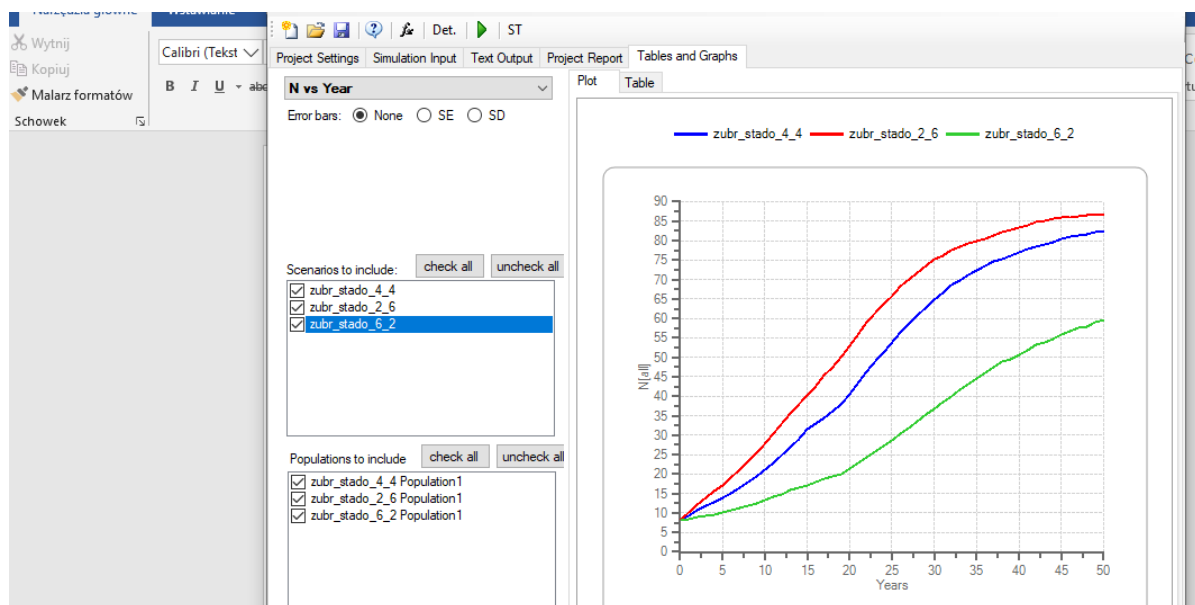 Narzędzia główne
Wstawianie
Wytnij
Kopiuj
Malarz formatów
Schowek
Calibri (Tekst
B I U abc
Det.
ST
Project Settings Simulation Input Text Output Project Report Tables and Graphs
N vs Year
Error bars: None SE SD
Scenarios to include: check all uncheck all
zubr_stado_4_4
zubr_stado_2_6
zubr_stado_6_2
Populations to include check all uncheck all
zubr_stado_4_4 Population1
zubr_stado_2_6 Population1
zubr_stado_6_2 Population1
Plot Table
zubr_stado_4_4 zubr_stado_2_6 zubr_stado_6_2
90
85
80
75
70
65
60
55
50
45
40
35
30
25
20
15
10
5
0
N[all]
0 5 10 15 20 25 30 35 40 45 50
Years